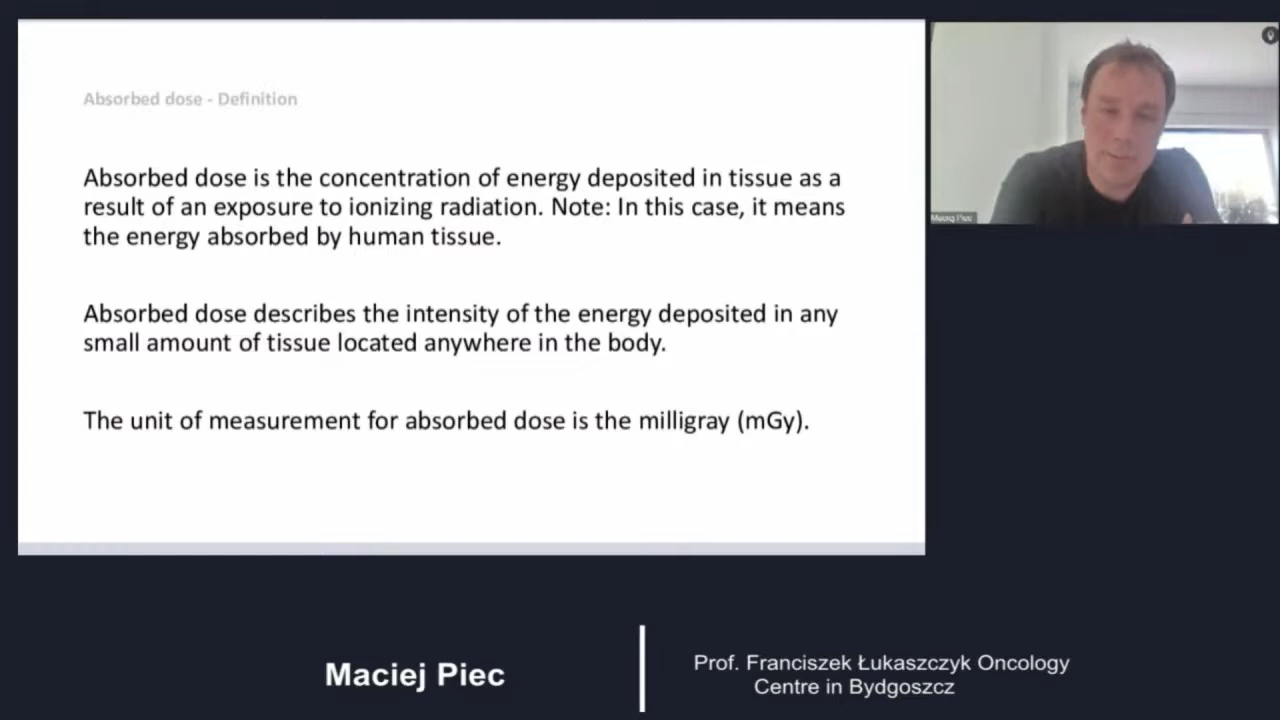 Absorbed dose - Definition
Absorbed dose is the concentration of energy deposited in tissue as a
result of an exposure to ionizing radiation. Note: In this case, it means
the energy absorbed by human tissue.
Absorbed dose describes the intensity of the energy deposited in any
small amount of tissue located anywhere in the body.
The unit of measurement for absorbed dose is the milligray (mGy).
Maciej Piec
Maciej Piec
Prof. Franciszek Łukaszczyk Oncology
Centre in Bydgoszcz